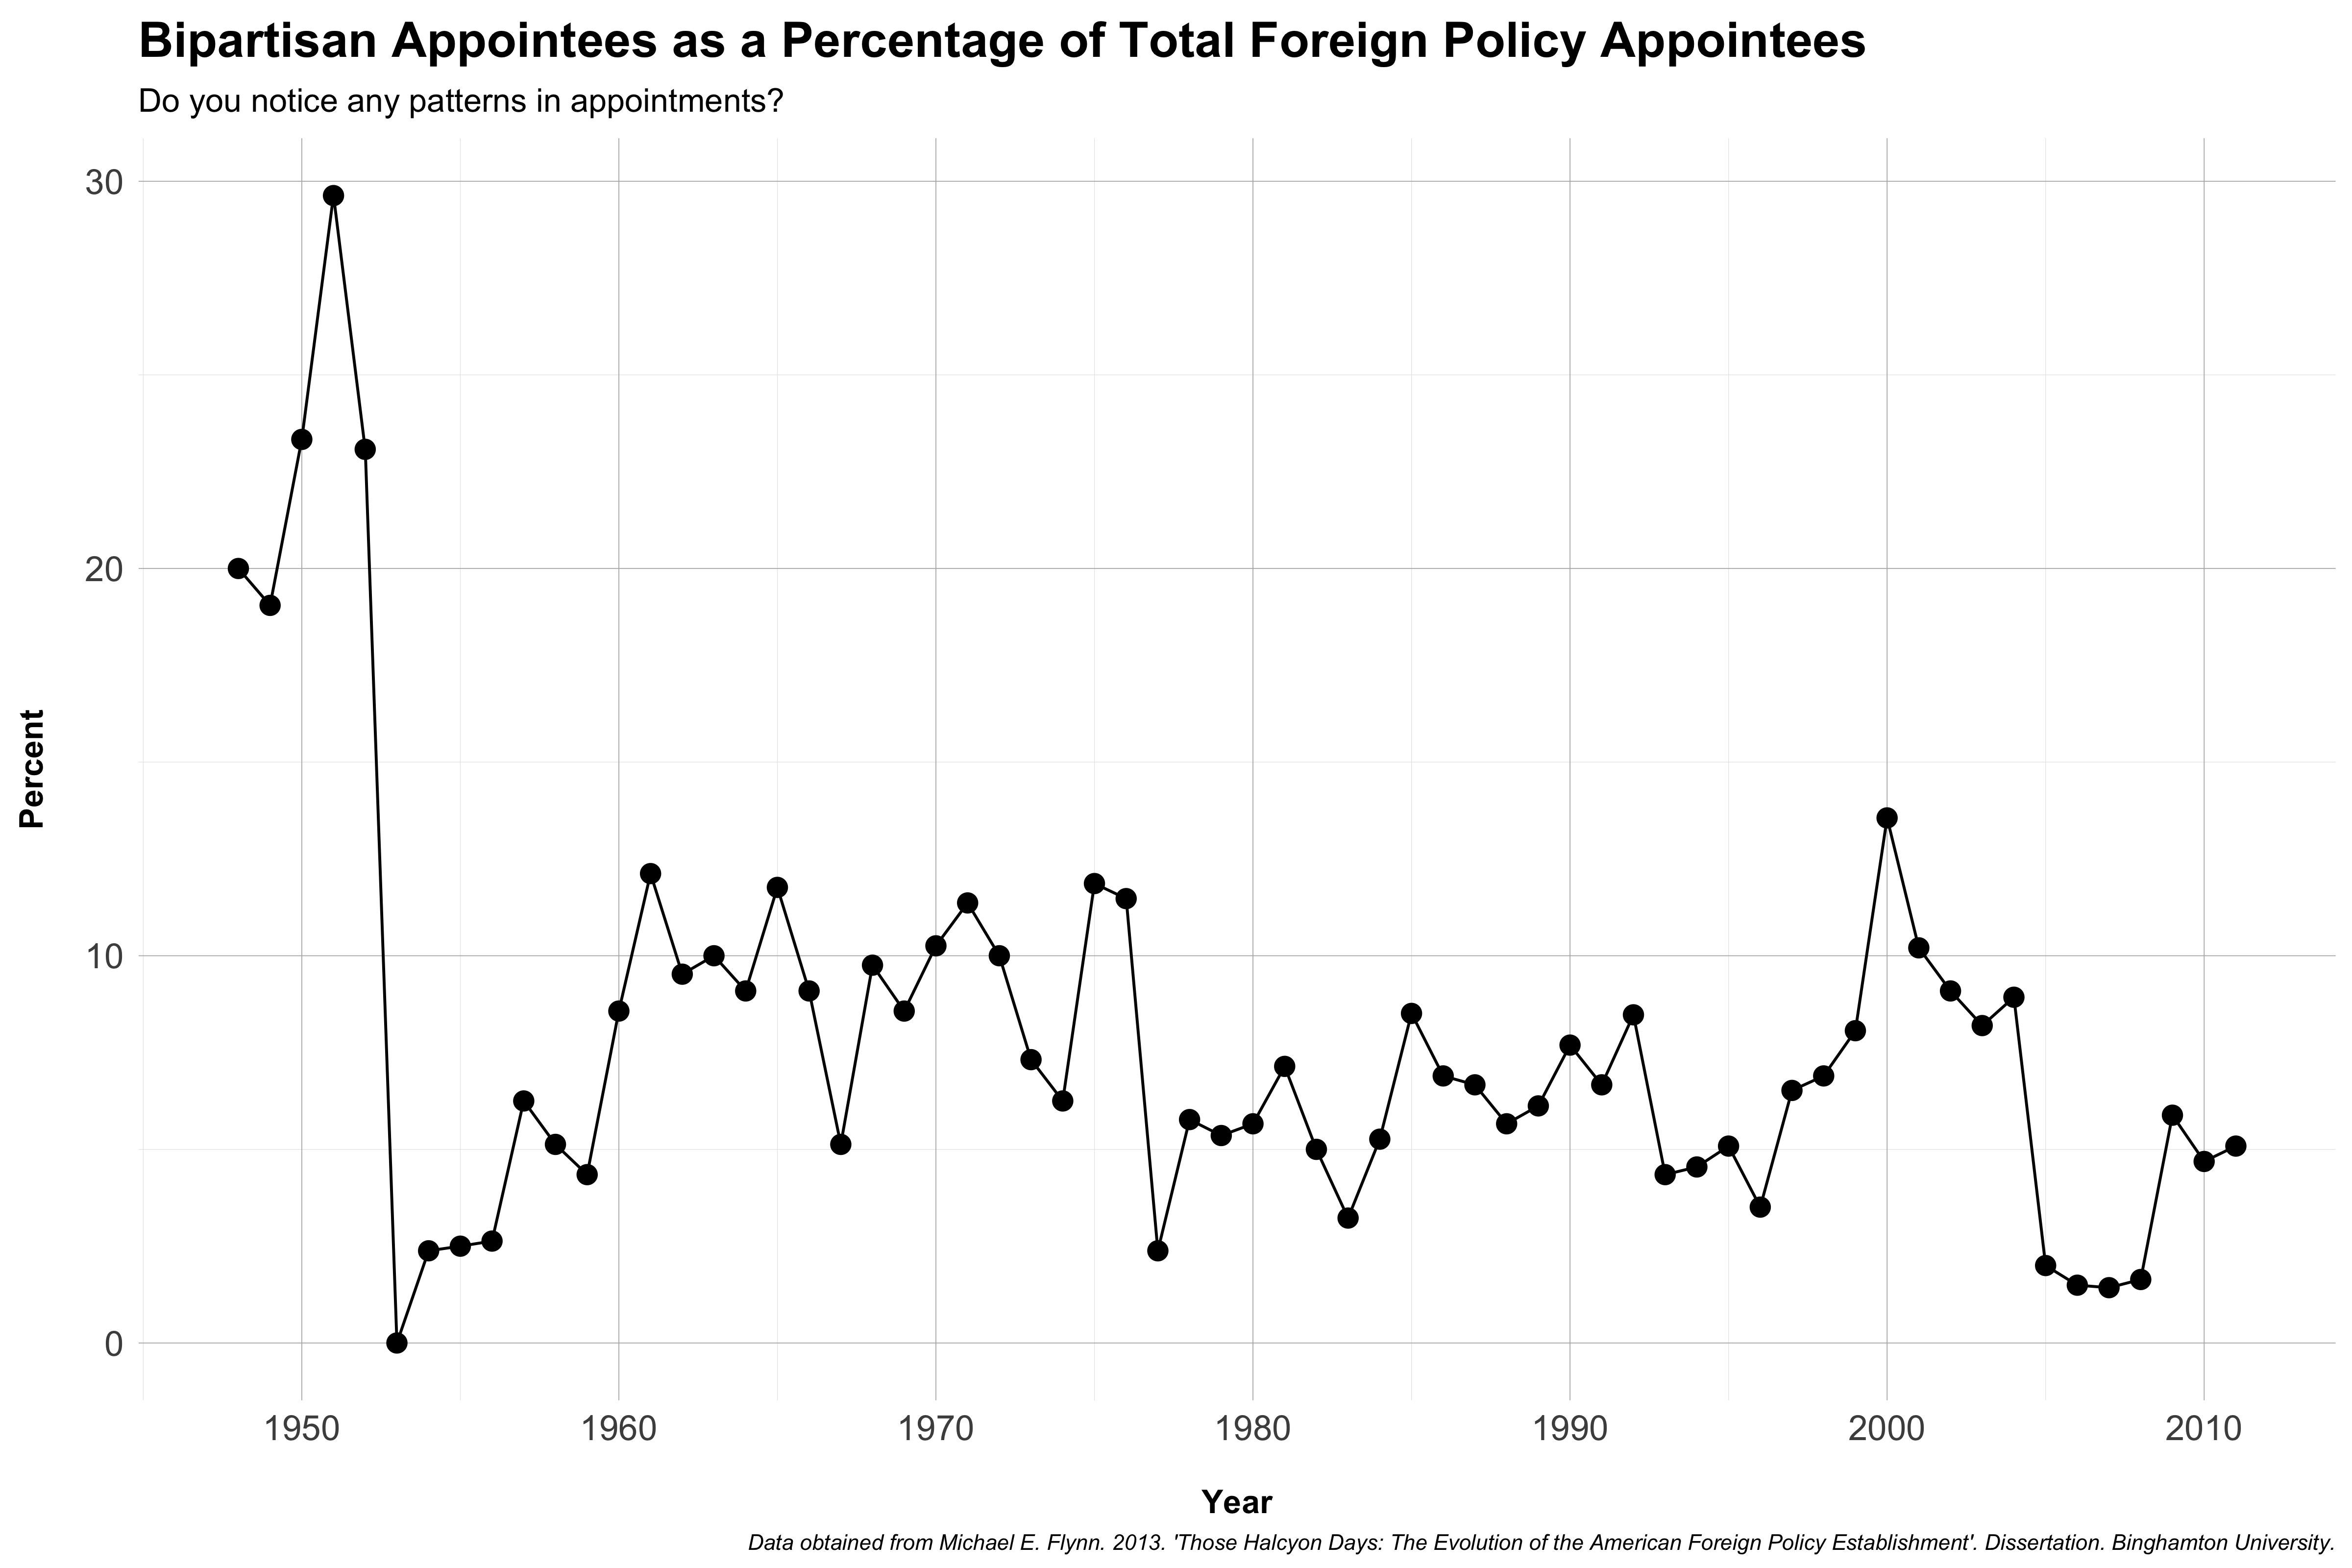 Bipartisan Appointees as a Percentage of Total Foreign Policy Appointees
Do you notice any patterns in appointments?
30
20
10
0
Percent
1950 1960 1970 1980 1990 2000 2010
Year
Data obtained from Michael E. Flynn. 2013. 'Those Halcyon Days: The Evolution of the American Foreign Policy Establishment'. Dissertation. Binghamton University.